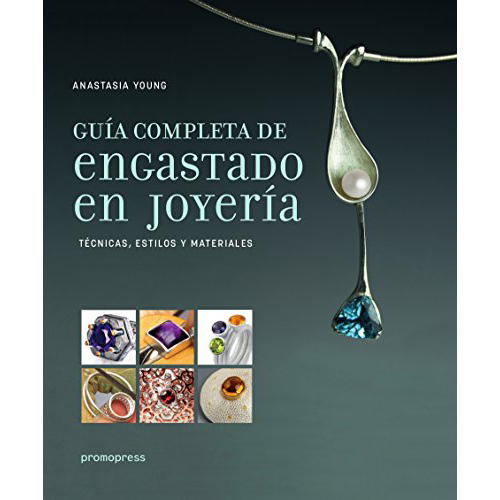 ANASTASIA YOUNG
GUÍA COMPLETA DE
engastado
en joyería
TÉCNICAS, ESTILOS Y MATERIALES
promopress